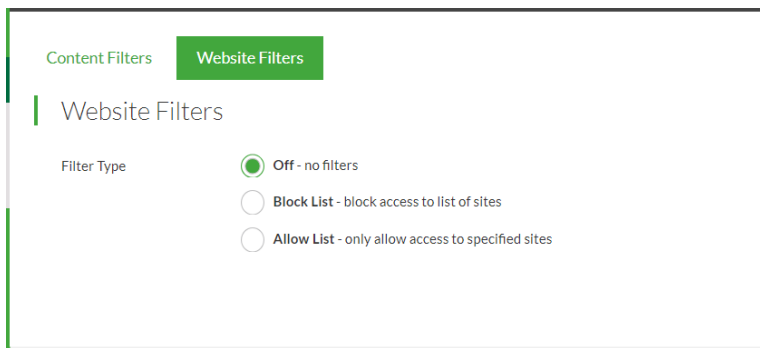 Content Filters Website Filters
Website Filters
Filter Type Off - no filters
Block List - block access to list of sites
Allow List - only allow access to specified sites